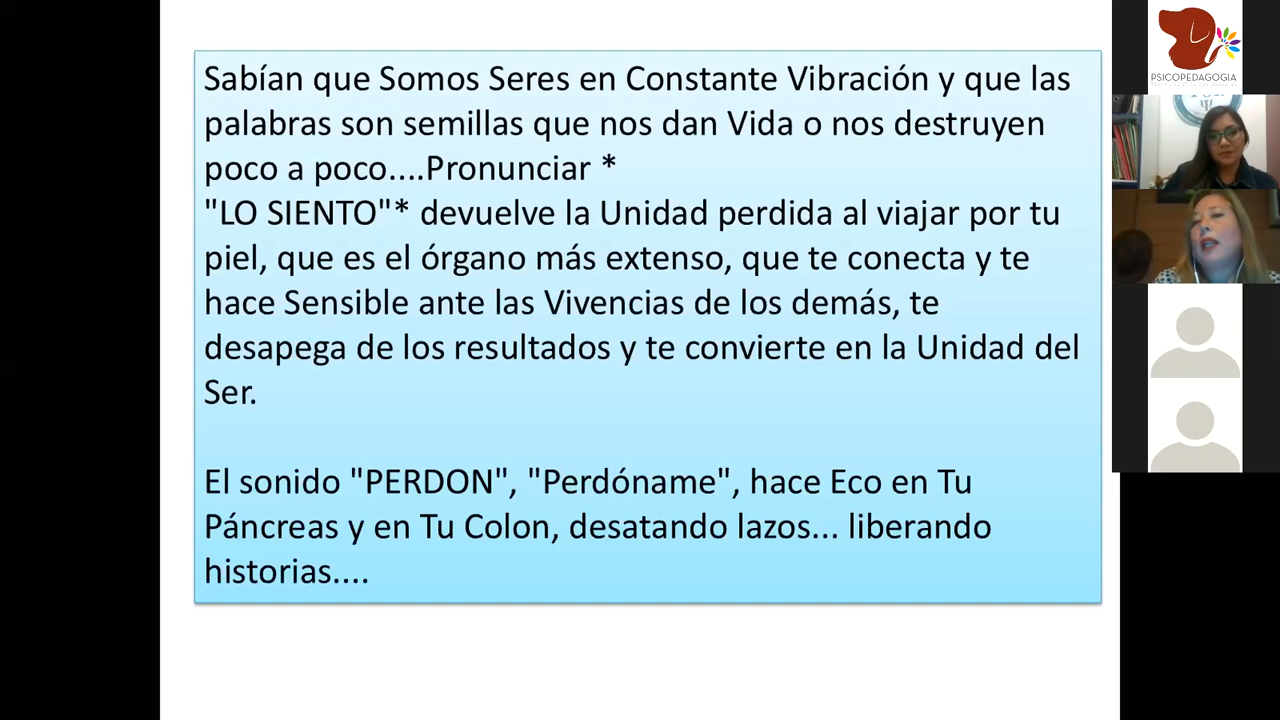 Sabían que Somos Seres en Constante Vibración y que las
palabras son semillas que nos dan Vida o nos destruyen
poco a poco....Pronunciar *
"LO SIENTO"* devuelve la Unidad perdida al viajar por tu
piel, que es el órgano más extenso, que te conecta y te
hace Sensible ante las Vivencias de los demás, te
desapega de los resultados y te convierte en la Unidad del
Ser.
El sonido "PERDON", "Perdóname", hace Eco en Tu
Páncreas y en Tu Colon, desatando lazos... liberando
historias....
PSICOPEDAGOGIA